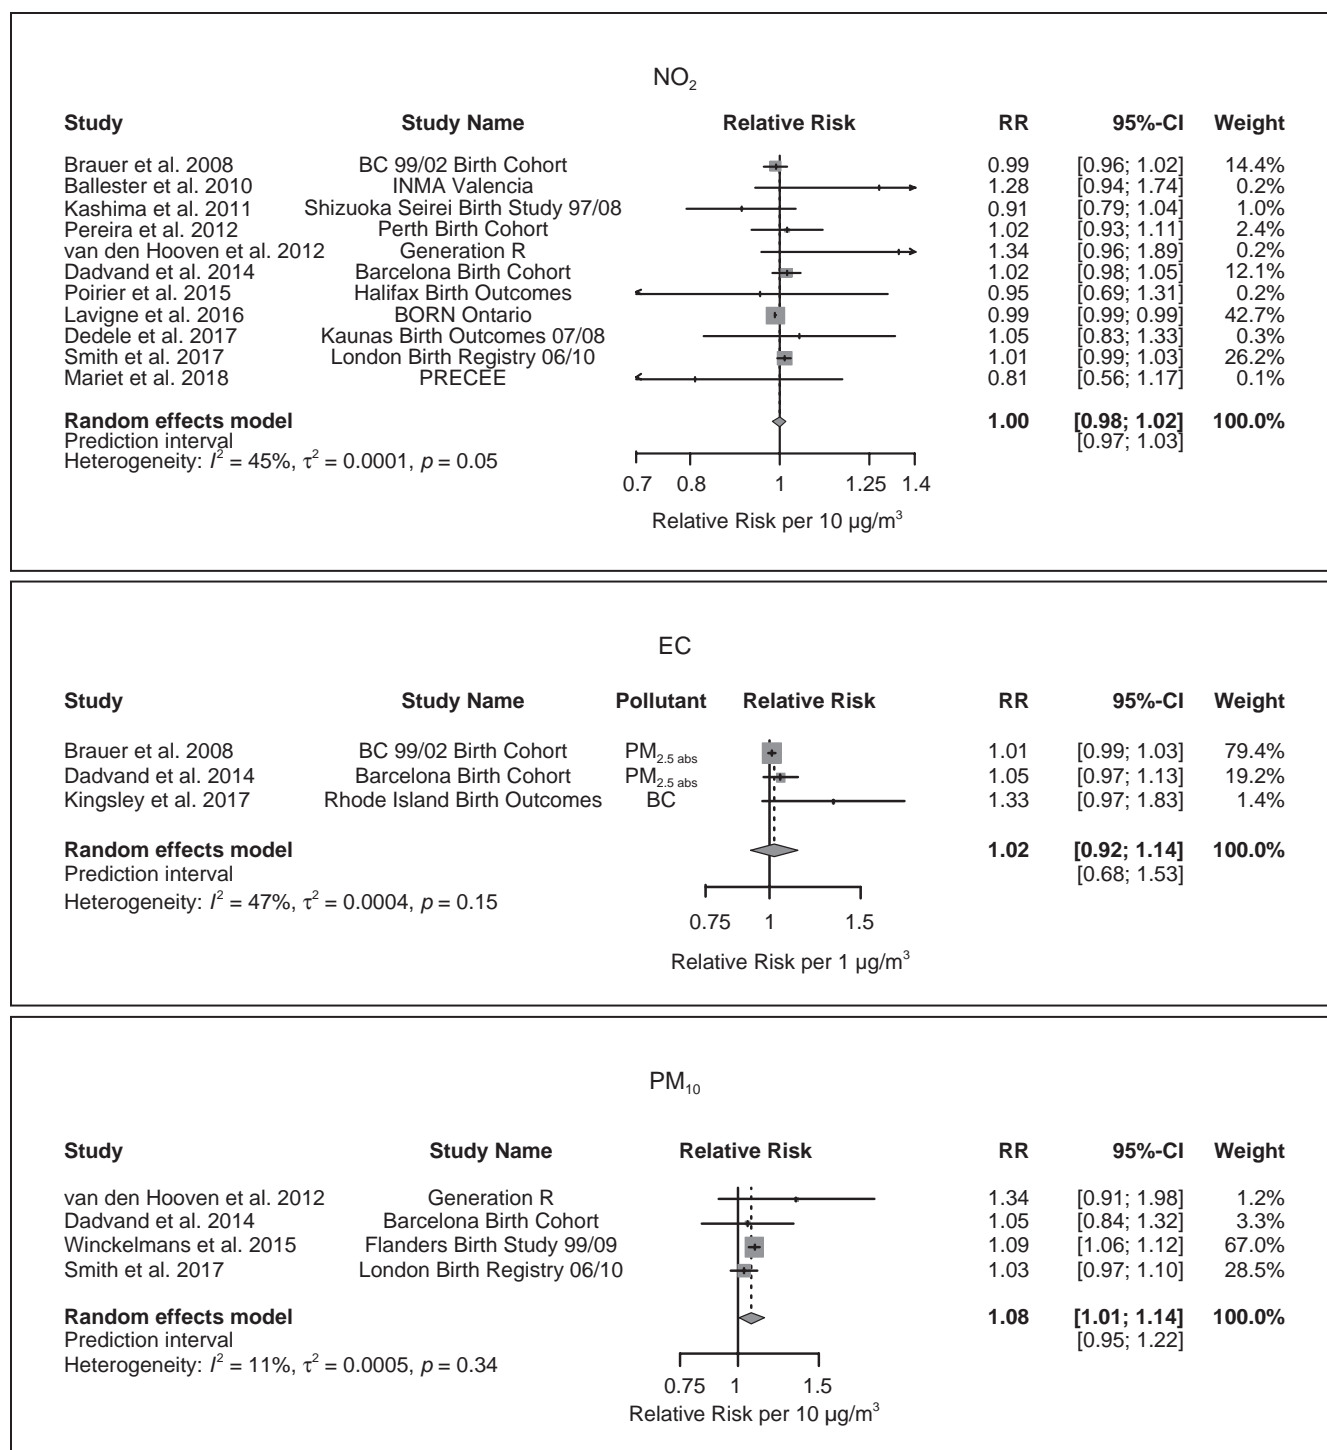 NO2
Study Study Name Relative Risk RR 95%-CI Weight
Brauer et al. 2008 BC 99/02 Birth Cohort 0.99 [0.96; 1.02] 14.4%
Ballester et al. 2010 INMA Valencia 1.28 [0.94; 1.74] 0.2%
Kashima et al. 2011 Shizuoka Seirei Birth Study 97/08 0.91 [0.79; 1.04] 1.0%
Pereira et al. 2012 Perth Birth Cohort 1.02 [0.93; 1.11] 2.4%
van den Hooven et al. 2012 Generation R 1.34 [0.96; 1.89] 0.2%
Dadvand et al. 2014 Barcelona Birth Cohort 1.02 [0.98; 1.05] 12.1%
Poirier et al. 2015 Halifax Birth Outcomes 0.95 [0.69; 1.31] 0.2%
Lavigne et al. 2016 BORN Ontario 0.99 [0.99; 0.99] 42.7%
Dedele et al. 2017 Kaunas Birth Outcomes 07/08 1.05 [0.83; 1.33] 0.3%
Smith et al. 2017 London Birth Registry 06/10 1.01 [0.99; 1.03] 26.2%
Mariet et al. 2018 PRECEE 0.81 [0.56; 1.17] 0.1%
Random effects model 1.00 [0.98; 1.02] 100.0%
Prediction interval [0.97; 1.03]
Heterogeneity: I² = 45%, τ² = 0.0001, p = 0.05
0.7 0.8 1 1.25 1.4
Relative Risk per 10 µg/m³
EC
Study Study Name Pollutant Relative Risk RR 95%-CI Weight
Brauer et al. 2008 BC 99/02 Birth Cohort PM2.5 abs 1.01 [0.99; 1.03] 79.4%
Dadvand et al. 2014 Barcelona Birth Cohort PM2.5 abs 1.05 [0.97; 1.13] 19.2%
Kingsley et al. 2017 Rhode Island Birth Outcomes BC 1.33 [0.97; 1.83] 1.4%
Random effects model 1.02 [0.92; 1.14] 100.0%
Prediction interval [0.68; 1.53]
Heterogeneity: I² = 47%, τ² = 0.0004, p = 0.15
0.75 1 1.5
Relative Risk per 1 µg/m³
PM10
Study Study Name Relative Risk RR 95%-CI Weight
van den Hooven et al. 2012 Generation R 1.34 [0.91; 1.98] 1.2%
Dadvand et al. 2014 Barcelona Birth Cohort 1.05 [0.84; 1.32] 3.3%
Winckelmans et al. 2015 Flanders Birth Study 99/09 1.09 [1.06; 1.12] 67.0%
Smith et al. 2017 London Birth Registry 06/10 1.03 [0.97; 1.10] 28.5%
Random effects model 1.08 [1.01; 1.14] 100.0%
Prediction interval [0.95; 1.22]
Heterogeneity: I² = 11%, τ² = 0.0005, p = 0.34
0.75 1 1.5
Relative Risk per 10 µg/m³